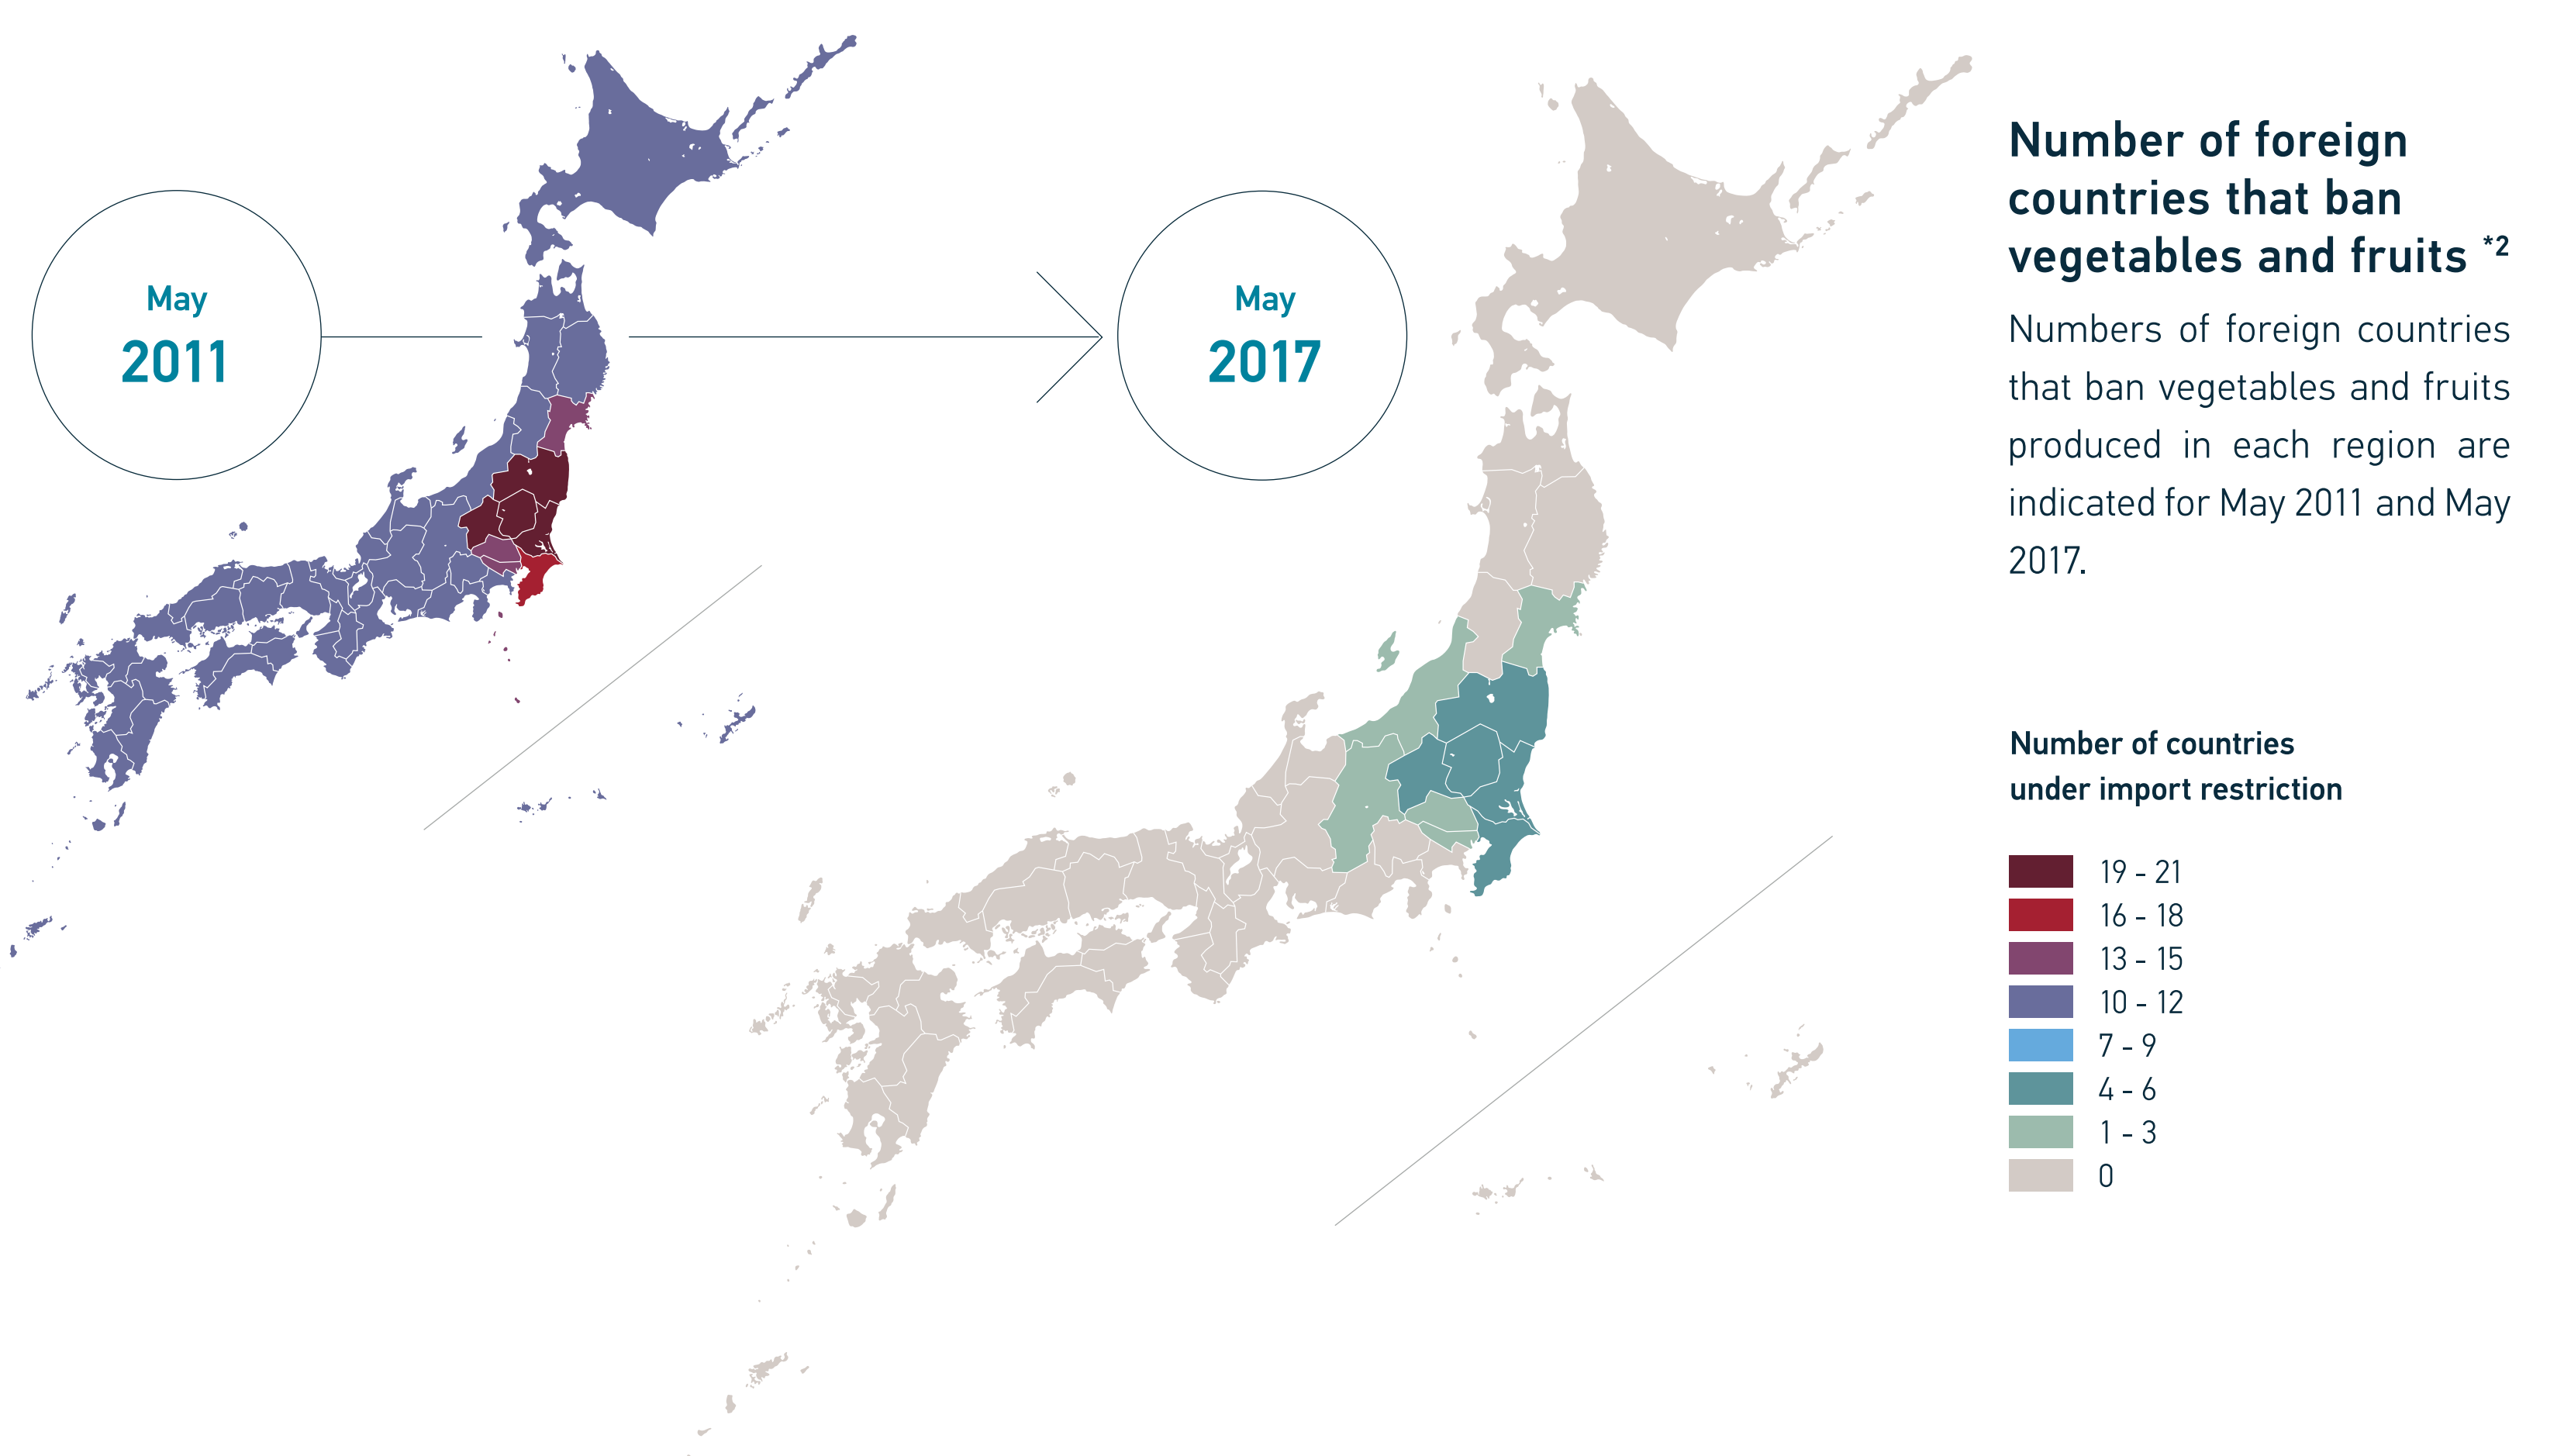 May
2011
May
2017
Number of foreign
countries that ban
vegetables and fruits *2
Numbers of foreign countries
that ban vegetables and fruits
produced in each region are
indicated for May 2011 and May
2017.
Number of countries
under import restriction
19 - 21
16 - 18
13 - 15
10 - 12
7 - 9
4 - 6
1 - 3
0